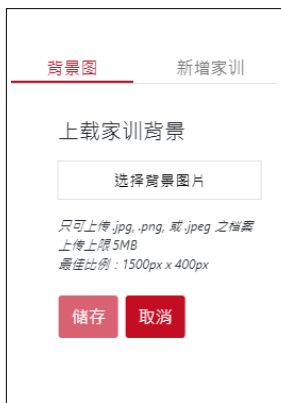 背景图 新增家训
上载家训背景
选择背景图片
只可上传 .jpg, .png, 或 .jpeg 之档案
上传上限 5MB
最佳比例：1500px x 400px
储存 取消